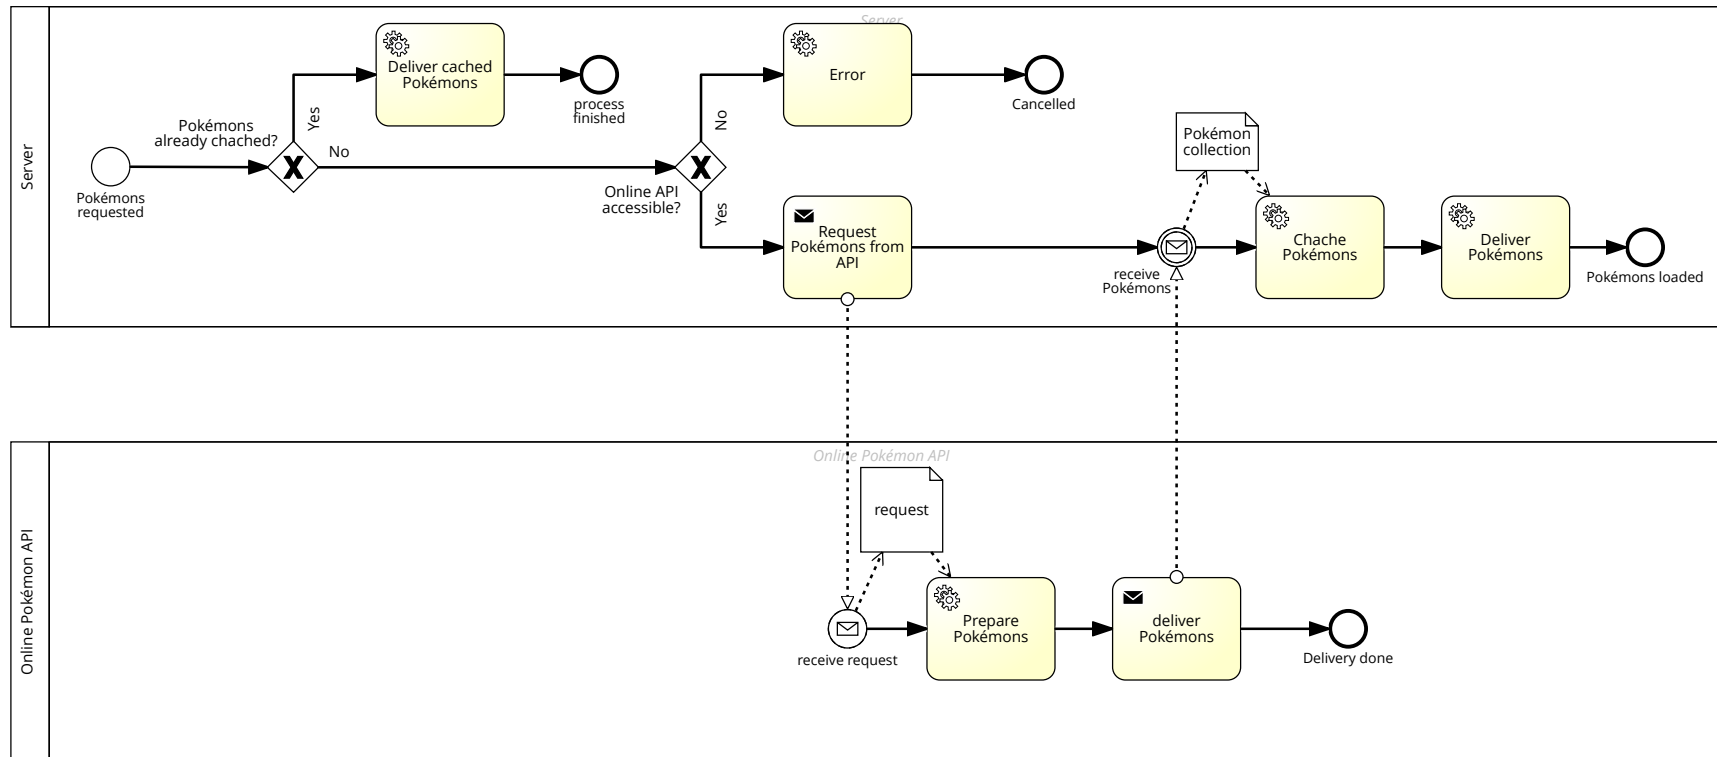 Server
Server
Deliver cached
Pokémons
process
finished
Error
Cancelled
Pokémons
already chached?
Yes
No
Pokémons
requested
No
Online API
accessible?
Yes
Request
Pokémons from
API
Pokémon
collection
receive
Pokémons
Chache
Pokémons
Deliver
Pokémons
Pokémons loaded
Online Pokémon API
Online Pokémon API
request
receive request
Prepare
Pokémons
deliver
Pokémons
Delivery done